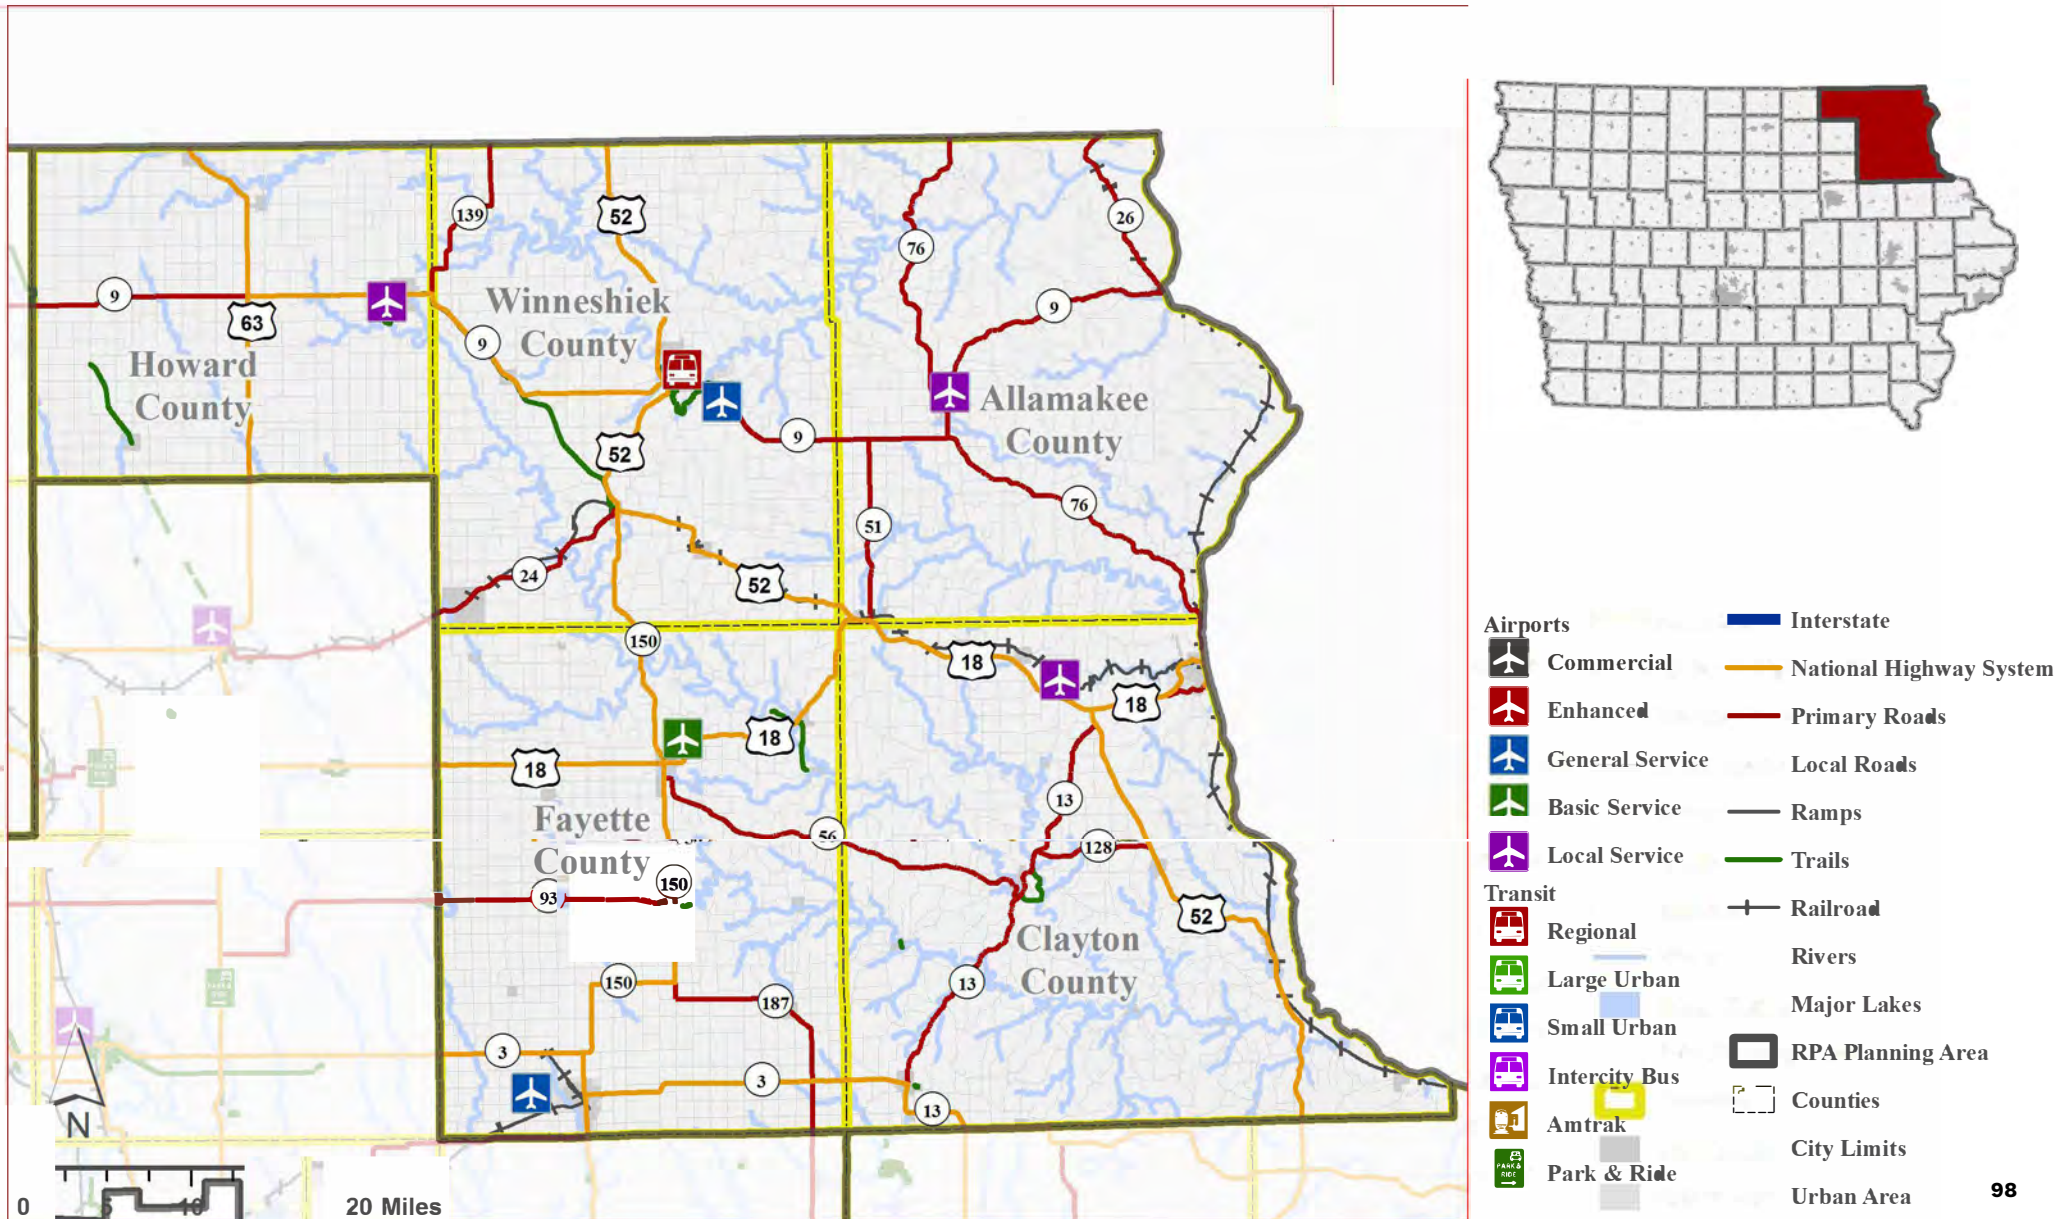 139
52
76
26
9
63
Winneshiek
County
9
9
Howard
County
Allamakee
County
52
9
76
51
24
52
150
18
18
18
18
13
Fayette
County
56
128
93
150
52
Clayton
County
150
187
13
3
3
13
N
0
5
10
20 Miles
Airports
Commercial
Enhanced
General Service
Basic Service
Local Service
Transit
Regional
Large Urban
Small Urban
Intercity Bus
Amtrak
PARK &
RIDE
Park & Ride
Interstate
National Highway System
Primary Roads
Local Roads
Ramps
Trails
Railroad
Rivers
Major Lakes
RPA Planning Area
Counties
City Limits
Urban Area
98